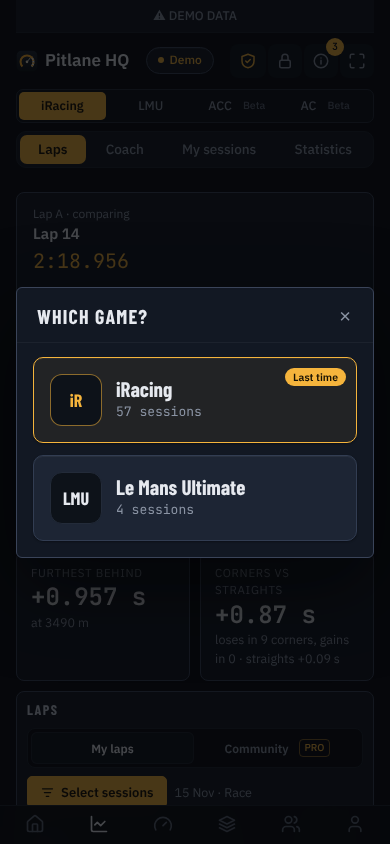 ⚠ DEMO DATA
Pitlane HQ
Demo
3
iRacing LMU ACC Beta AC Beta
Laps Coach My sessions Statistics
Lap A · comparing
Lap 14
2:18.956
WHICH GAME? ×
Last time
iR
iRacing
57 sessions
LMU
Le Mans Ultimate
4 sessions
FURTHEST BEHIND
+0.957 s
at 3490 m
CORNERS VS
STRAIGHTS
+0.87 s
loses in 9 corners, gains
in 0 · straights +0.09 s
LAPS
My laps Community PRO
Select sessions 15 Nov · Race